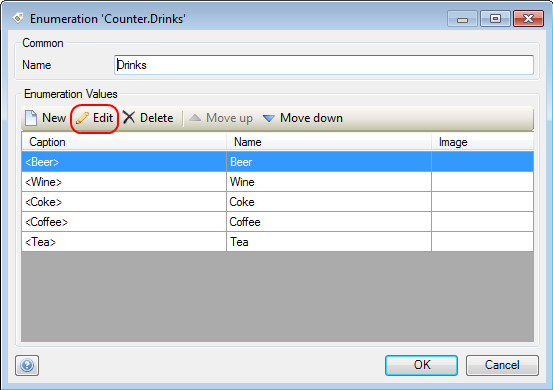 Enumeration 'Counter.Drinks'
Common
Name Drinks
Enumeration Values
New Edit Delete Move up Move down
Caption Name Image
<Beer> Beer
<Wine> Wine
<Coke> Coke
<Coffee> Coffee
<Tea> Tea
? OK Cancel